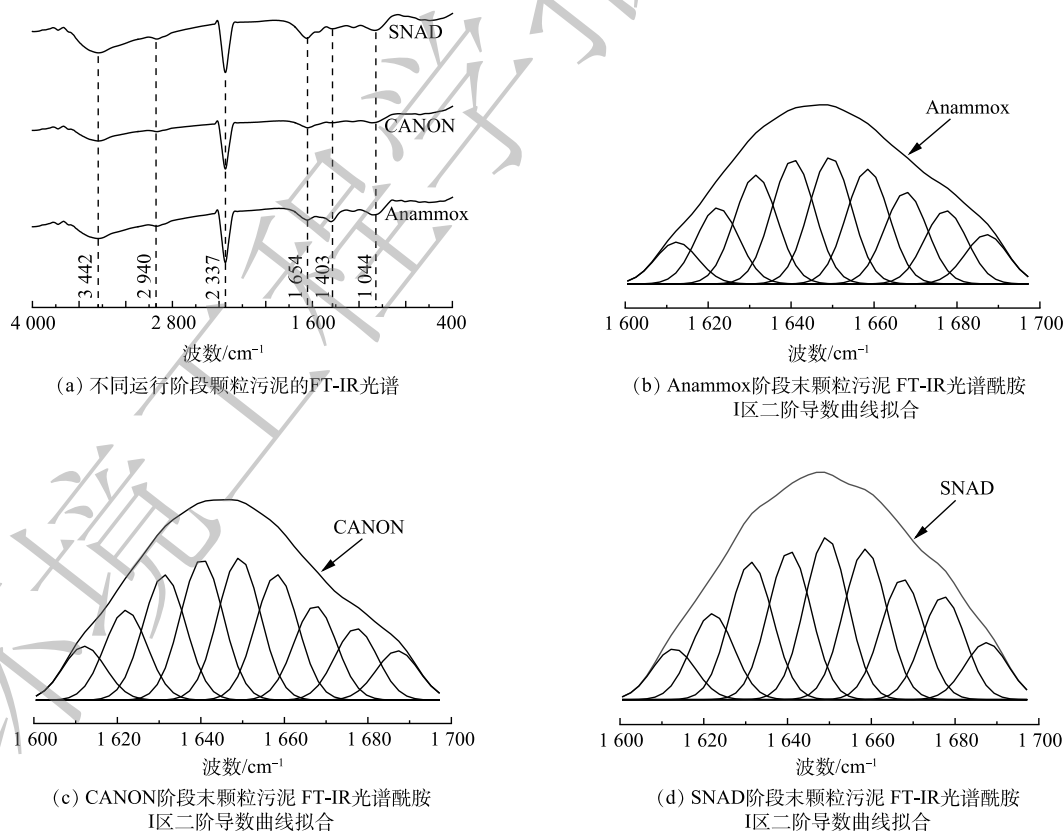 SNAD
CANON
Anammox
3 442
2 940
2 337
1 654
1 403
1 044
4 000
2 800
1 600
400
波数/cm⁻¹
(a) 不同运行阶段颗粒污泥的FT-IR光谱
Anammox
1 600
1 620
1 640
1 660
1 680
1 700
波数/cm⁻¹
(b) Anammox阶段末颗粒污泥 FT-IR光谱酰胺
I区二阶导数曲线拟合
CANON
1 600
1 620
1 640
1 660
1 680
1 700
波数/cm⁻¹
(c) CANON阶段末颗粒污泥 FT-IR光谱酰胺
I区二阶导数曲线拟合
SNAD
1 600
1 620
1 640
1 660
1 680
1 700
波数/cm⁻¹
(d) SNAD阶段末颗粒污泥 FT-IR光谱酰胺
I区二阶导数曲线拟合
环境工程学